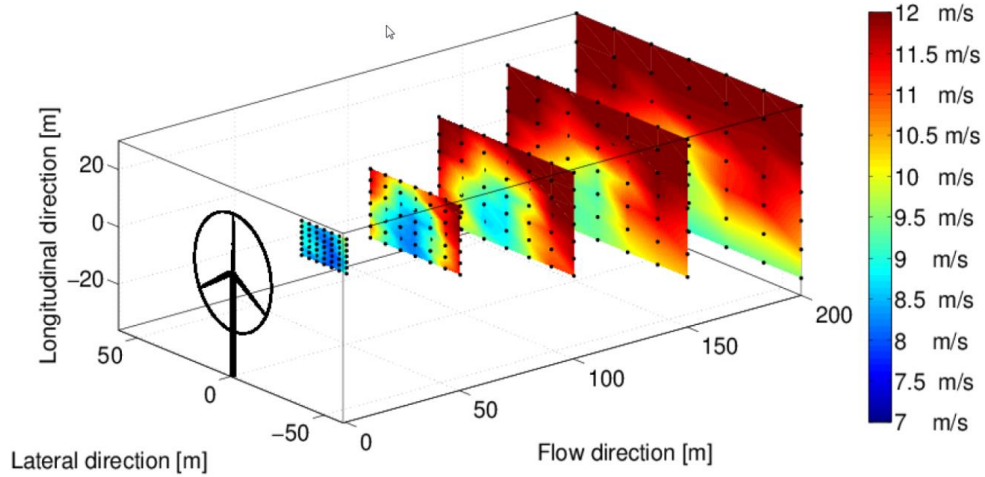 12 m/s
11.5 m/s
11 m/s
10.5 m/s
10 m/s
9.5 m/s
9 m/s
8.5 m/s
8 m/s
7.5 m/s
7 m/s
Longitudinal direction [m]
20
0
−20
50
0
−50
Lateral direction [m]
0
50
100
150
200
Flow direction [m]